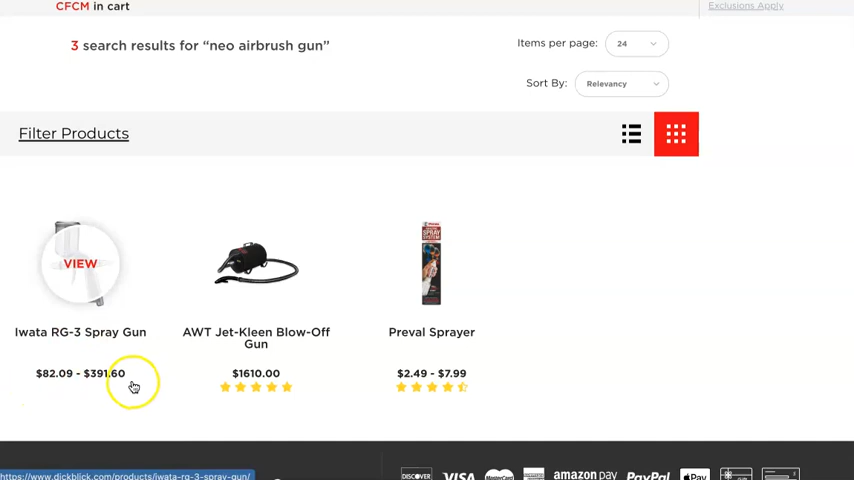 CFCM in cart
Exclusions Apply
3 search results for “neo airbrush gun”
Items per page:
24
Sort By:
Relevancy
Filter Products
VIEW
Iwata RG-3 Spray Gun
$82.09 - $391.60
AWT Jet-Kleen Blow-Off
Gun
$1610.00
Preval Sprayer
$2.49 - $7.99
https://www.dickblick.com/products/iwata-rg-3-spray-gun/
DISCOVER
VISA
MasterCard
amazon pay
PayPal
Pay